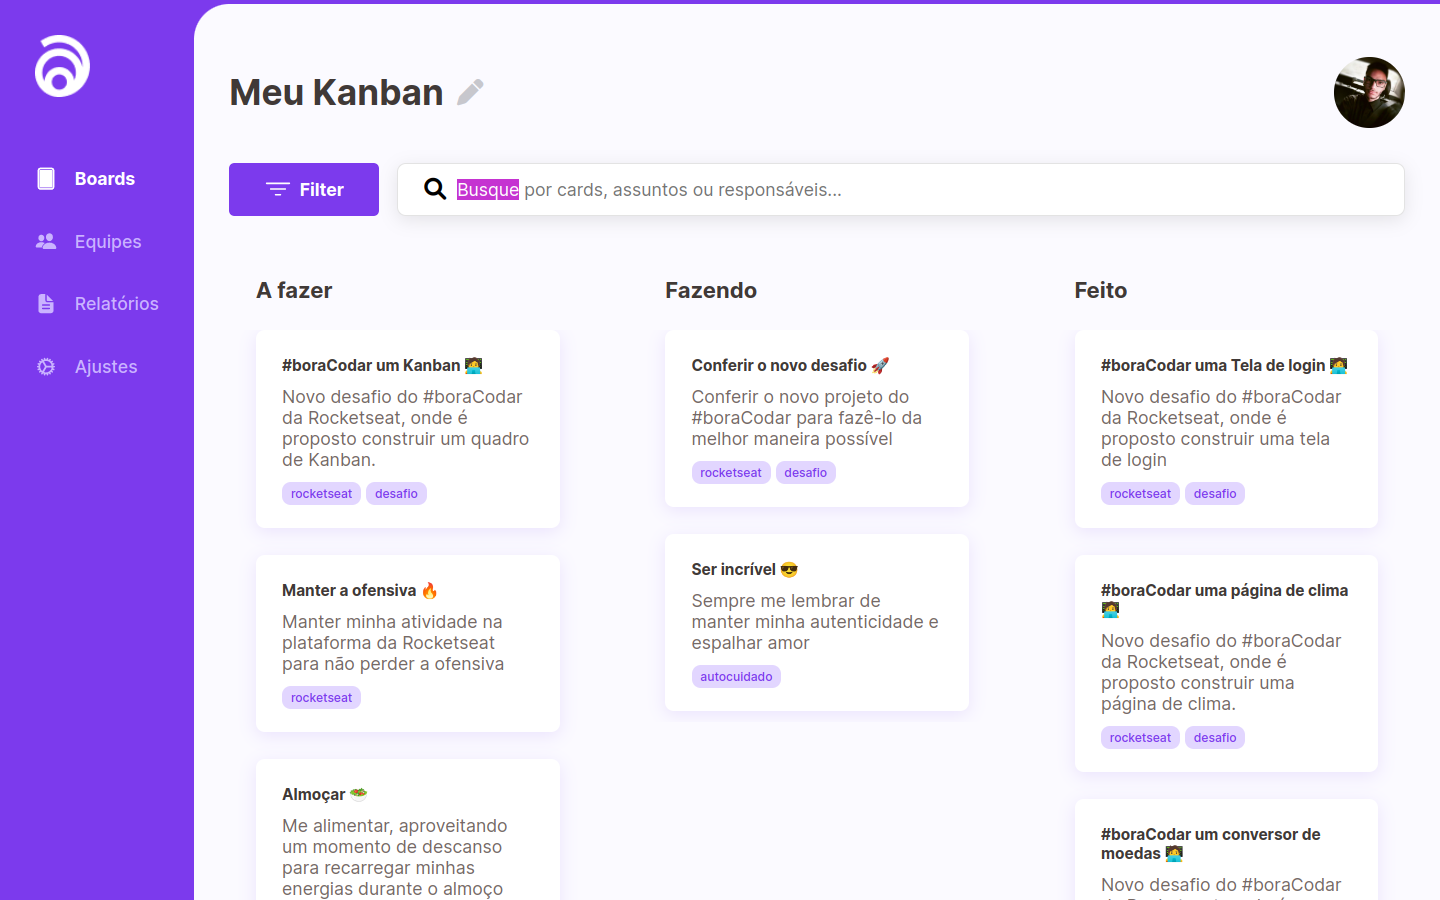 Meu Kanban
Boards
Equipes
Relatórios
Ajustes
Filter
Busque por cards, assuntos ou responsáveis...
A fazer
#boraCodar um Kanban 🧑‍💻
Novo desafio do #boraCodar
da Rocketseat, onde é
proposto construir um quadro
de Kanban.
rocketseat desafio
Manter a ofensiva 🔥
Manter minha atividade na
plataforma da Rocketseat
para não perder a ofensiva
rocketseat
Almoçar 🥗
Me alimentar, aproveitando
um momento de descanso
para recarregar minhas
energias durante o almoço
Fazendo
Conferir o novo desafio 🚀
Conferir o novo projeto do
#boraCodar para fazê-lo da
melhor maneira possível
rocketseat desafio
Ser incrível 😎
Sempre me lembrar de
manter minha autenticidade e
espalhar amor
autocuidado
Feito
#boraCodar uma Tela de login 🧑‍💻
Novo desafio do #boraCodar
da Rocketseat, onde é
proposto construir uma tela
de login
rocketseat desafio
#boraCodar uma página de clima
🧑‍💻
Novo desafio do #boraCodar
da Rocketseat, onde é
proposto construir uma
página de clima.
rocketseat desafio
#boraCodar um conversor de
moedas 🧑‍💻
Novo desafio do #boraCodar